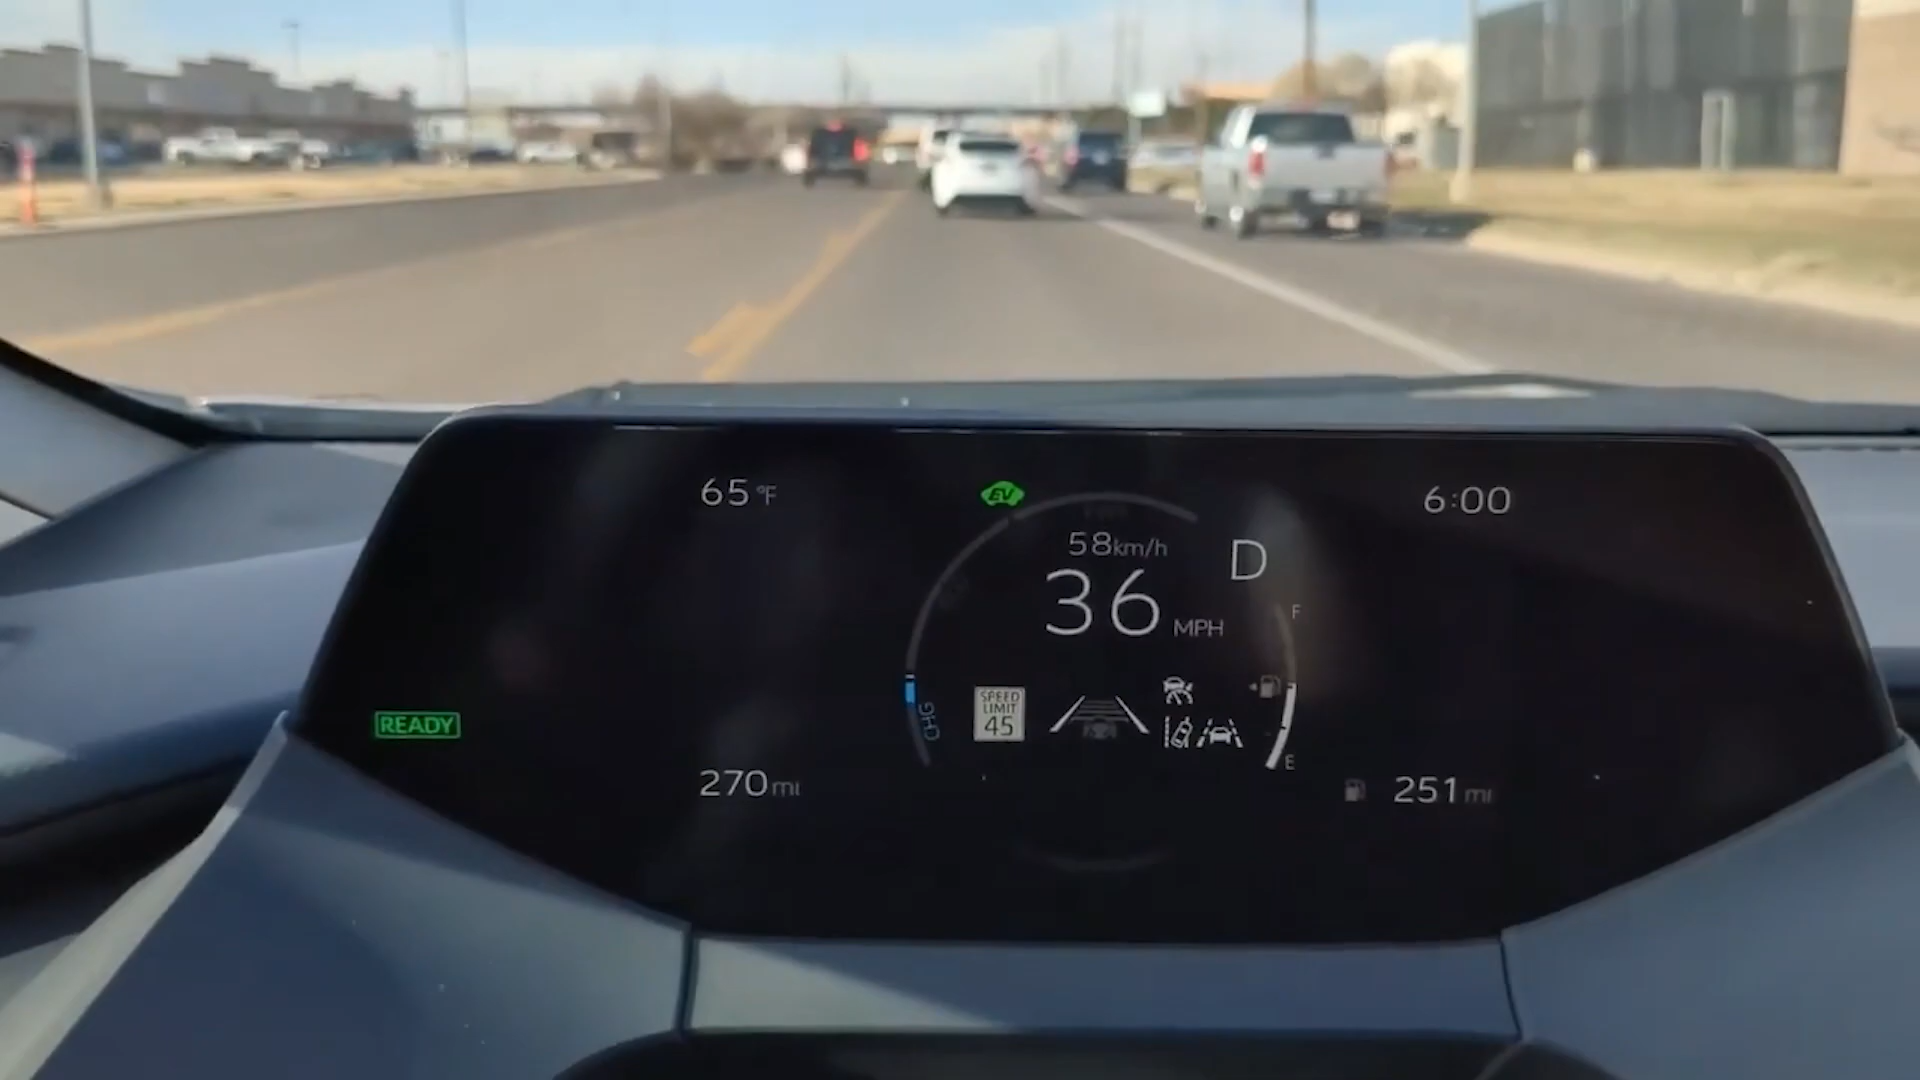 65°F
EV
6:00
58km/h
D
36 MPH
F
SPEED
LIMIT
45
CHG
READY
E
270mi
251mi